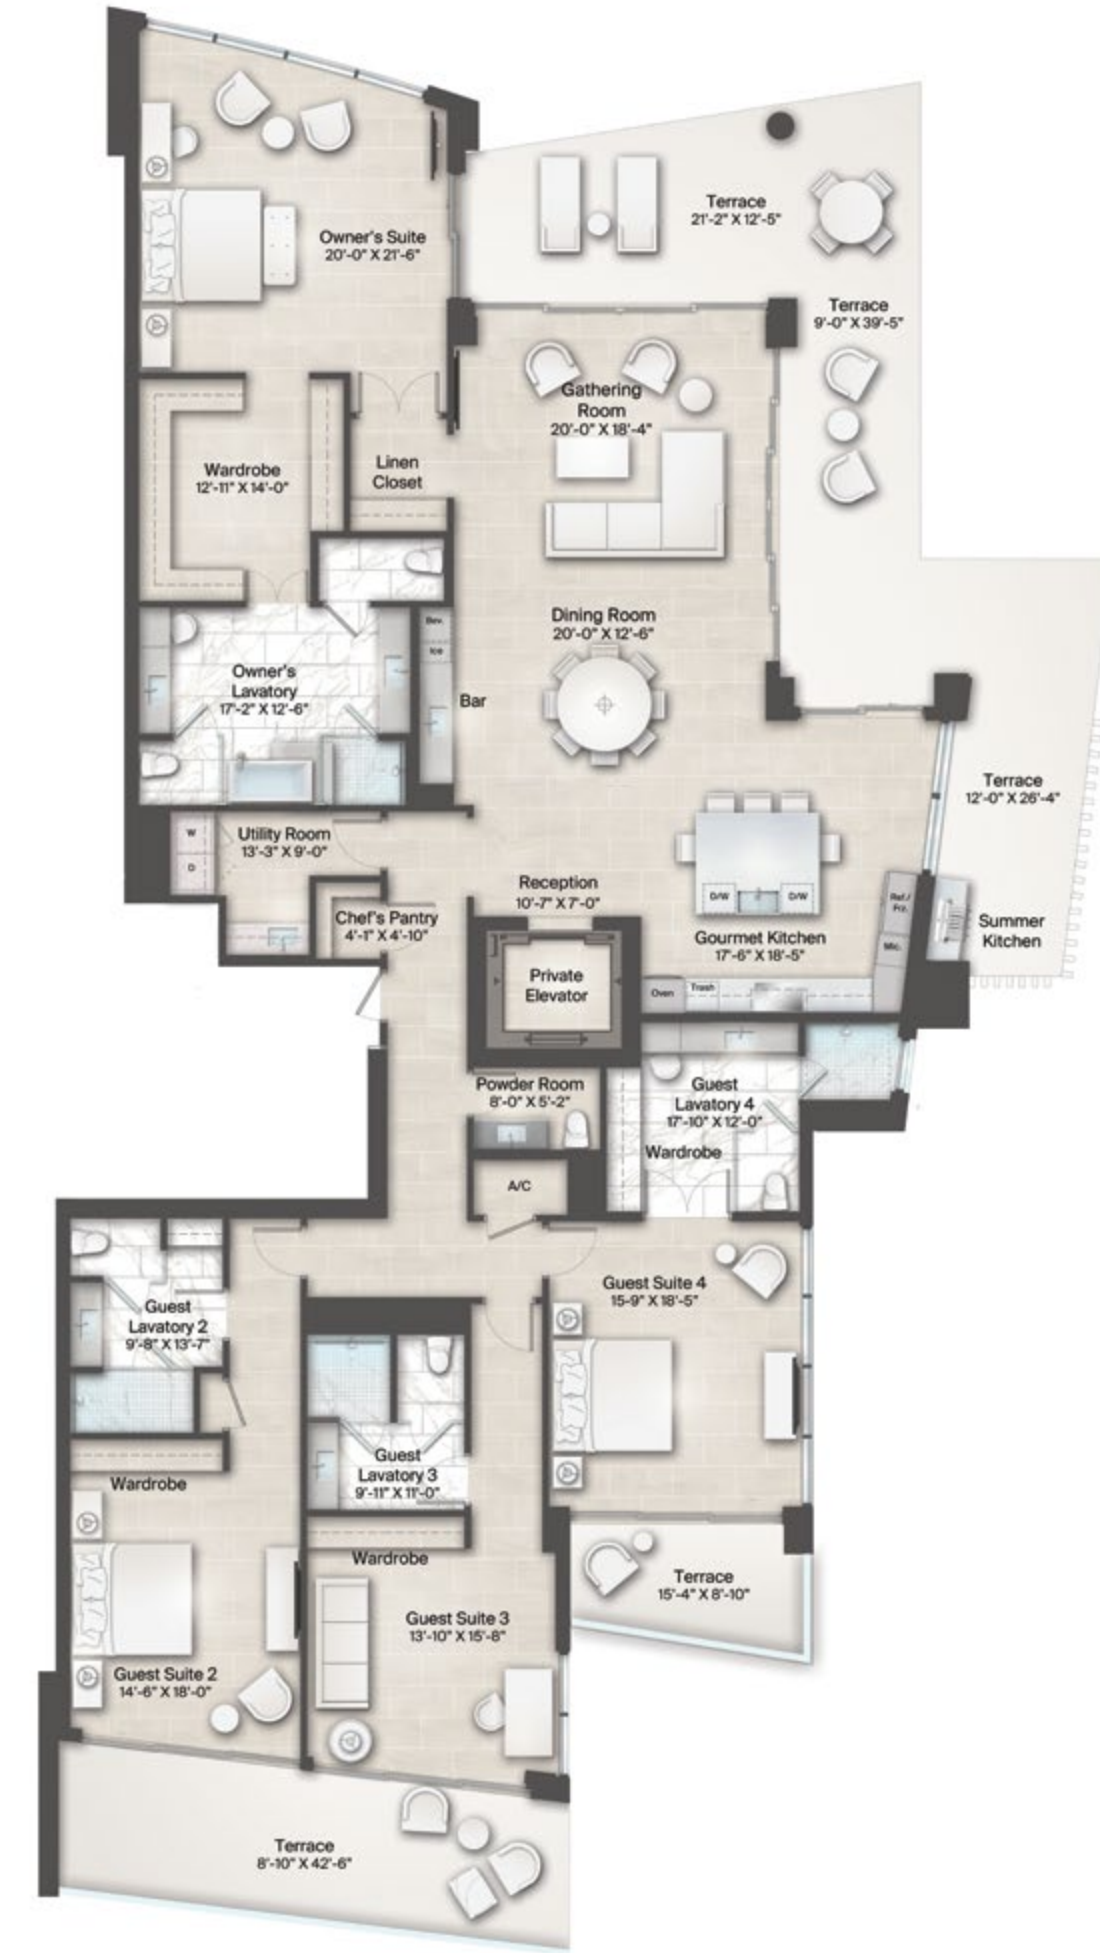 Terrace
21'-2" X 12'-5"
Owner's Suite
20'-0" X 21'-6"
Terrace
9'-0" X 39'-5"
Gathering
Room
20'-0" X 18'-4"
Wardrobe
12'-11" X 14'-0"
Linen
Closet
Dining Room
20'-0" X 12'-6"
Bev.
Ice
Owner's
Lavatory
17'-2" X 12'-6"
Bar
Terrace
12'-0" X 26'-4"
W
D
Utility Room
13'-3" X 9'-0"
Reception
10'-7" X 7'-0"
D/W
D/W
Ref./
Frz.
Chef's Pantry
4'-1" X 4'-10"
Summer
Kitchen
Gourmet Kitchen
17'-6" X 18'-5"
Mic.
Private
Elevator
Oven
Trash
Powder Room
8'-0" X 5'-2"
Guest
Lavatory 4
17'-10" X 12'-0"
Wardrobe
A/C
Guest Suite 4
15-9" X 18'-5"
Guest
Lavatory 2
9'-8" X 13'-7"
Guest
Lavatory 3
9'-11" X 11'-0"
Wardrobe
Wardrobe
Terrace
15'-4" X 8'-10"
Guest Suite 3
13'-10" X 15'-8"
Guest Suite 2
14'-6" X 18'-0"
Terrace
8'-10" X 42'-6"